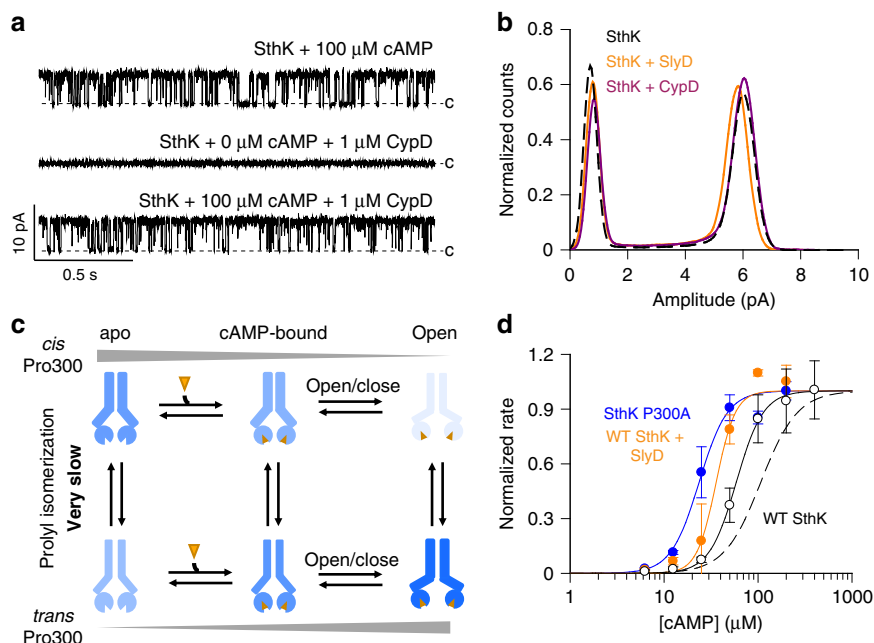 a
SthK + 100 μM cAMP
c
SthK + 0 μM cAMP + 1 μM CypD
c
SthK + 100 μM cAMP + 1 μM CypD
c
10 pA
0.5 s
b
SthK
SthK + SlyD
SthK + CypD
Normalized counts
0.8
0.6
0.4
0.2
0
0 2 4 6 8 10
Amplitude (pA)
c
apo cAMP-bound Open
cis
Pro300
Open/close
Prolyl isomerization
Very slow
Open/close
trans
Pro300
d
Normalized rate
1.2
0.9
0.6
0.3
0
SthK P300A
WT SthK +
SlyD
WT SthK
1 10 100 1000
[cAMP] (μM)